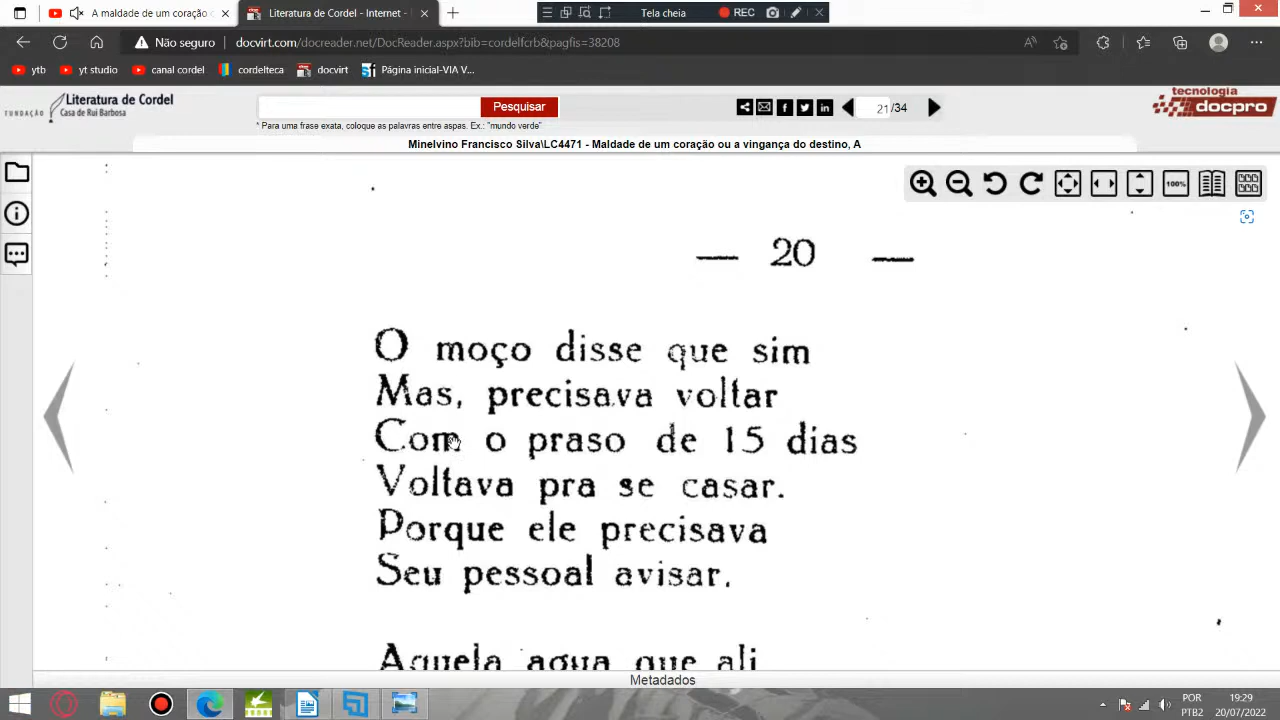 A maldade de um coração
Literatura de Cordel - Internet -
Tela cheia
REC
Não seguro
docvirt.com/docreader.net/DocReader.aspx?bib=cordelfcrb&pagfis=38208
ytb
yt studio
canal cordel
cordelteca
docvirt
Página inicial-VIA V...
FUNDAÇÃO
Literatura de Cordel
Casa de Rui Barbosa
Pesquisar
* Para uma frase exata, coloque as palavras entre aspas. Ex.: "mundo verde"
21/34
tecnologia
docpro
Minelvino Francisco Silva\LC4471 - Maldade de um coração ou a vingança do destino, A
100%
— 20 —
O moço disse que sim
Mas, precisava voltar
Com o praso de 15 días
Voltava pra se casar.
Porque ele precisava
Seu pessoal avisar.
Aquela agua que ali
Metadados
POR
PTB2
19:29
20/07/2022